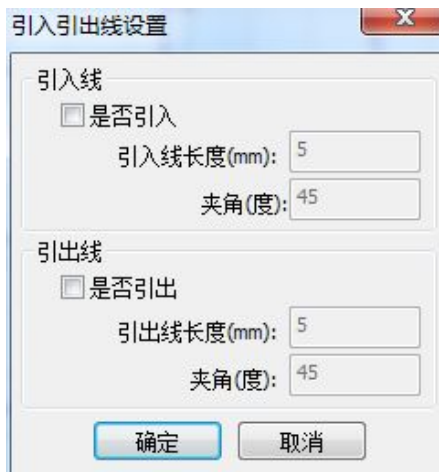 引入引出线设置
引入线
是否引入
引入线长度(mm): 5
夹角(度): 45
引出线
是否引出
引出线长度(mm): 5
夹角(度): 45
确定 取消